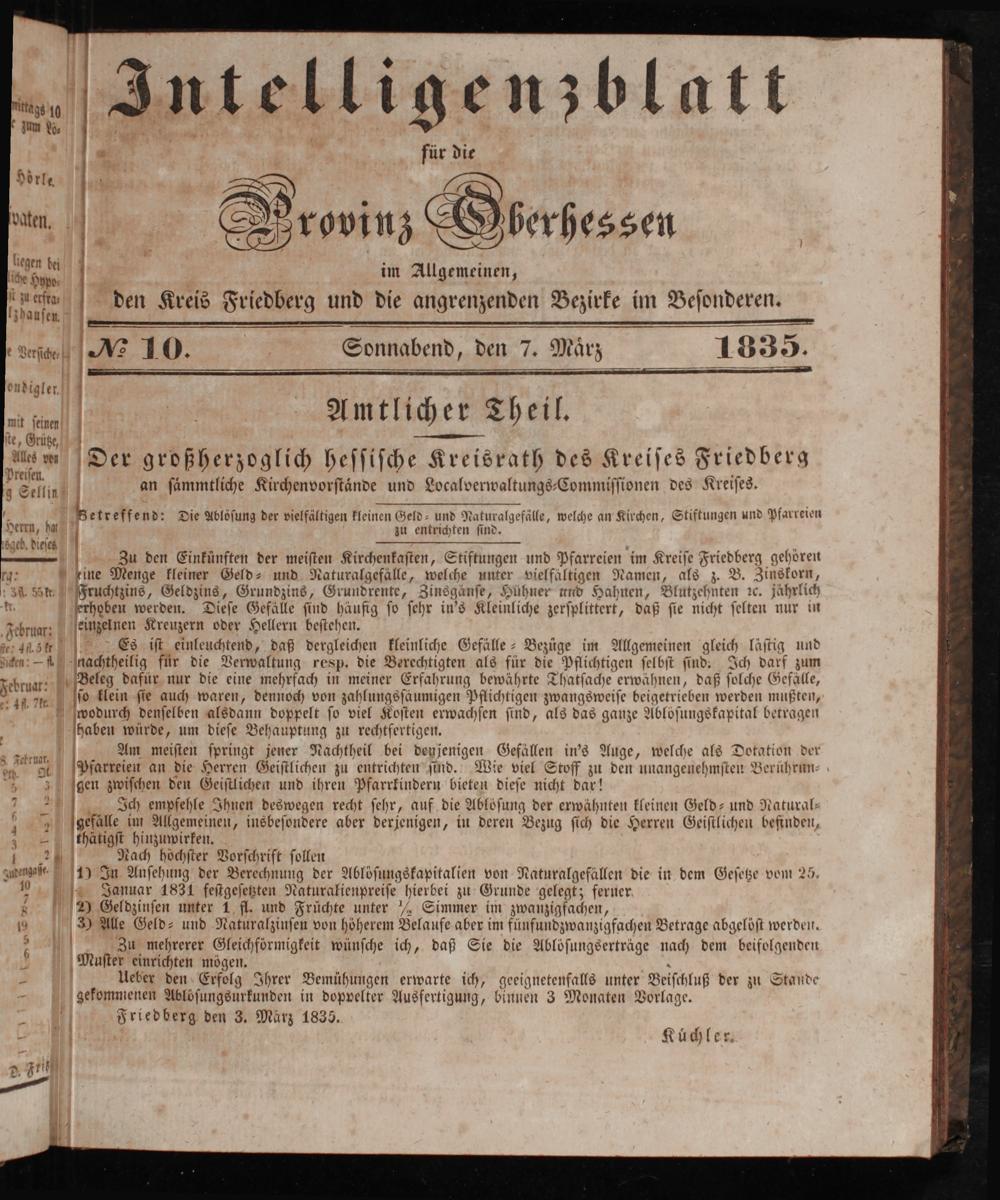 Intelligenzblatt
für die
Provinz Oberhessen
im Allgemeinen,
den Kreis Friedberg und die angrenzenden Bezirke im Besonderen.
№ 10. Sonnabend, den 7. März 1835.
Amtlicher Theil.
Der großherzoglich hessische Kreisrath des Kreises Friedberg
an sämmtliche Kirchenvorstände und Localverwaltungs-Commissionen des Kreises.
Betreffend: Die Ablösung der vielfältigen kleinen Geld- und Naturalgefälle, welche an Kirchen, Stiftungen und Pfarreien
zu entrichten sind.
Zu den Einkünften der meisten Kirchenkasten, Stiftungen und Pfarreien im Kreise Friedberg gehören
eine Menge kleiner Geld- und Naturalgefälle, welche unter vielfältigen Namen, als z. B. Zinskorn,
Fruchtzins, Geldzins, Grundzins, Grundrente, Zinsgänse, Hühner und Hahnen, Blutzehnten ꝛc. jährlich
erhoben werden. Diese Gefälle sind häufig so sehr in's Kleinliche zersplittert, daß sie nicht selten nur in
einzelnen Kreuzern oder Hellern bestehen.
Es ist einleuchtend, daß dergleichen kleinliche Gefälle-Bezüge im Allgemeinen gleich lästig und
nachtheilig für die Verwaltung resp. die Berechtigten als für die Pflichtigen selbst sind. Ich darf zum
Beleg dafür nur die eine mehrfach in meiner Erfahrung bewährte Thatsache erwähnen, daß solche Gefälle,
so klein sie auch waren, dennoch von zahlungssäumigen Pflichtigen zwangsweise beigetrieben werden mußten,
wodurch denselben alsdann doppelt so viel Kosten erwachsen sind, als das ganze Ablösungskapital betragen
haben würde, um diese Behauptung zu rechtfertigen.
Am meisten springt jener Nachtheil bei denjenigen Gefällen in's Auge, welche als Dotation der
Pfarreien an die Herren Geistlichen zu entrichten sind. Wie viel Stoff zu den unangenehmsten Berührun-
gen zwischen den Geistlichen und ihren Pfarrkindern bieten diese nicht dar!
Ich empfehle Ihnen deswegen recht sehr, auf die Ablösung der erwähnten kleinen Geld- und Natural-
gefälle im Allgemeinen, insbesondere aber derjenigen, in deren Bezug sich die Herren Geistlichen befinden,
thätigst hinzuwirken.
Nach höchster Vorschrift sollen
1) In Ansehung der Berechnung der Ablösungskapitalien von Naturalgefällen die in dem Gesetze vom 25.
Januar 1831 festgesetzten Naturalienpreise hierbei zu Grunde gelegt; ferner
2) Geldzinsen unter 1 fl. und Früchte unter ½ Simmer im zwanzigfachen,
3) Alle Geld- und Naturalzinsen von höherem Belaufe aber im fünfundzwanzigfachen Betrage abgelöst werden.
Zu mehrerer Gleichförmigkeit wünsche ich, daß Sie die Ablösungserträge nach dem beifolgenden
Muster einrichten mögen.
Ueber den Erfolg Ihrer Bemühungen erwarte ich, geeignetenfalls unter Beischluß der zu Stande
gekommenen Ablösungsurkunden in doppelter Ausfertigung, binnen 3 Monaten Vorlage.
Friedberg den 3. März 1835.
Küchler.